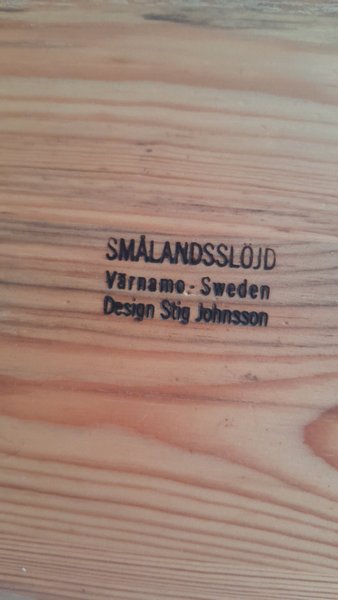 SMÅLANDSSLÖJD
Värnamo.- Sweden
Design Stig Johnsson